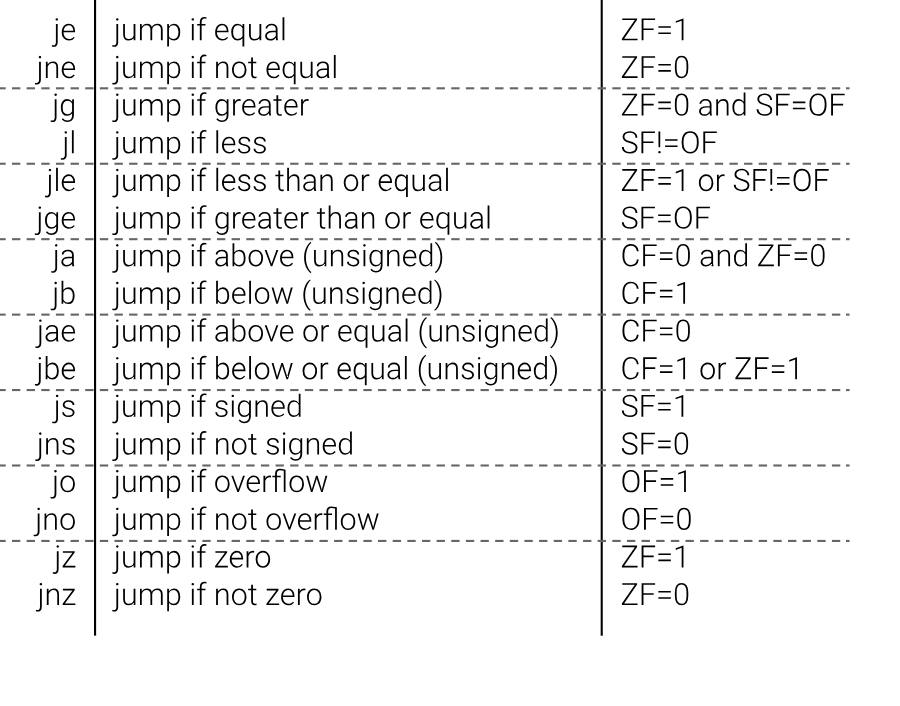 je jump if equal ZF=1
jne jump if not equal ZF=0
jg jump if greater ZF=0 and SF=OF
jl jump if less SF!=OF
jle jump if less than or equal ZF=1 or SF!=OF
jge jump if greater than or equal SF=OF
ja jump if above (unsigned) CF=0 and ZF=0
jb jump if below (unsigned) CF=1
jae jump if above or equal (unsigned) CF=0
jbe jump if below or equal (unsigned) CF=1 or ZF=1
js jump if signed SF=1
jns jump if not signed SF=0
jo jump if overflow OF=1
jno jump if not overflow OF=0
jz jump if zero ZF=1
jnz jump if not zero ZF=0